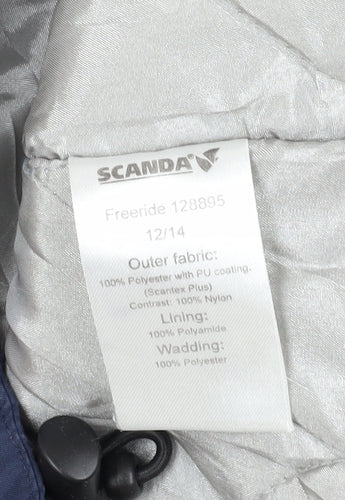 SCANDA
Freeride 128895
12/14
Outer fabric:
100% Polyester with PU coating.
(Scantex Plus)
Contrast: 100% Nylon
Lining:
100% Polyamide
Wadding:
100% Polyester